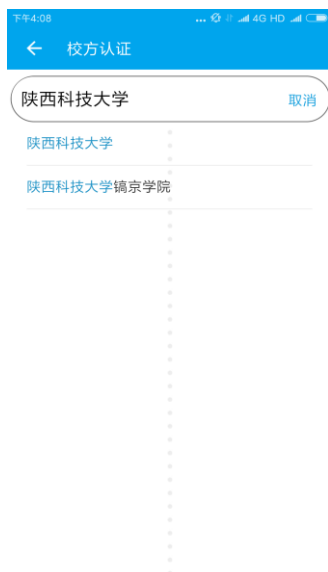 下午4:08 ... 4G HD
校方认证
陕西科技大学 取消
陕西科技大学
陕西科技大学镐京学院